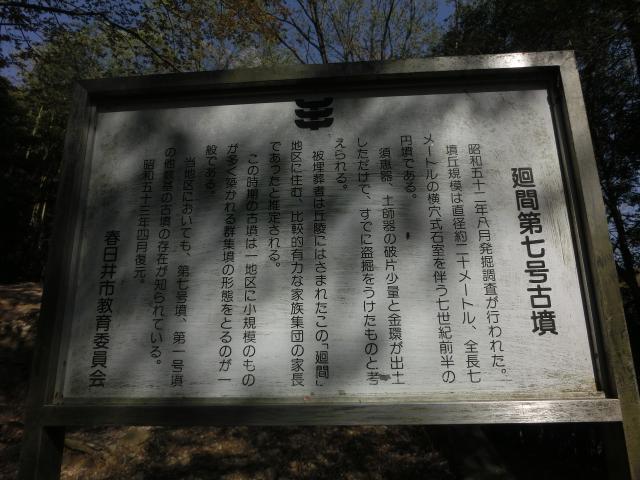 廻間第七号古墳
昭和五十二年八月発掘調査が行われた。
墳丘規模は直径約二十メートル、全長七
メートルの横穴式石室を伴う七世紀前半の
円墳である。
須恵器、土師器の破片少量と金環が出土
しただけで、すでに盗掘をうけたものと考
えられる。
被埋葬者は丘陵にはさまれたこの「廻間」
地区に住む、比較的有力な家族集団の家長
であったと推定される。
この時期の古墳は一地区に小規模のもの
が多く築かれる群集墳の形態をとるのが一
般である。
当地区においても、第七号墳、第一号墳
の他数基の古墳の存在が知られている。
昭和五十三年四月復元。
春日井市教育委員会